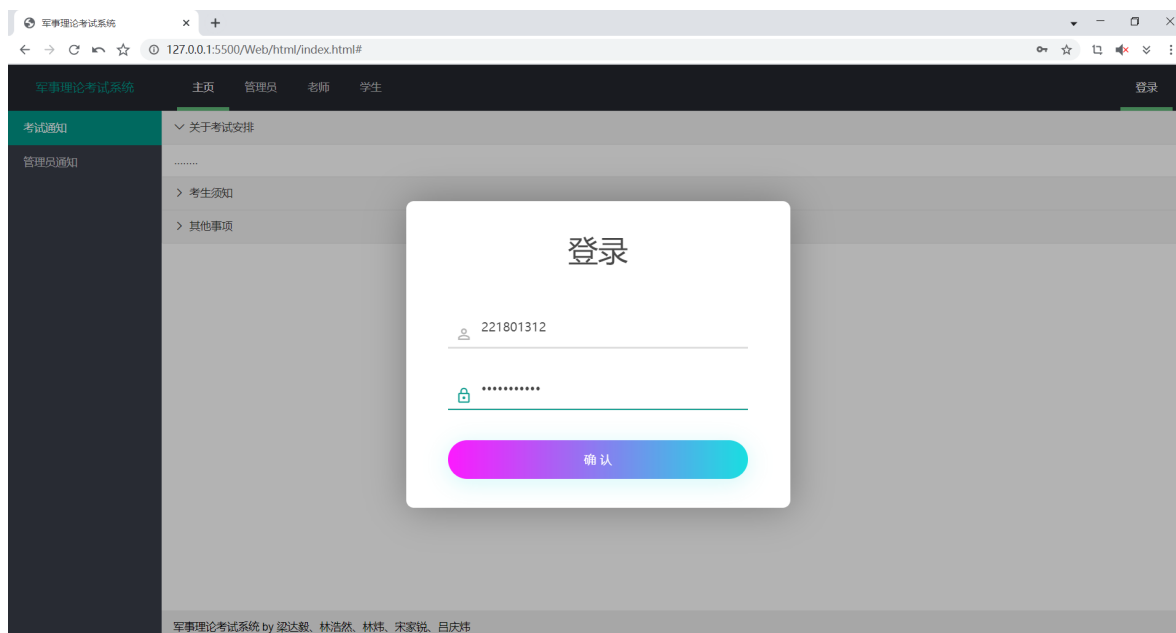 军事理论考试系统
127.0.0.1:5500/Web/html/index.html#
军事理论考试系统 主页 管理员 老师 学生 登录
考试通知
管理员通知
关于考试安排
........
考生须知
其他事项
登录
221801312
•••••••••••
确 认
军事理论考试系统 by 梁达毅、林浩然、林炜、宋家锐、吕庆炜